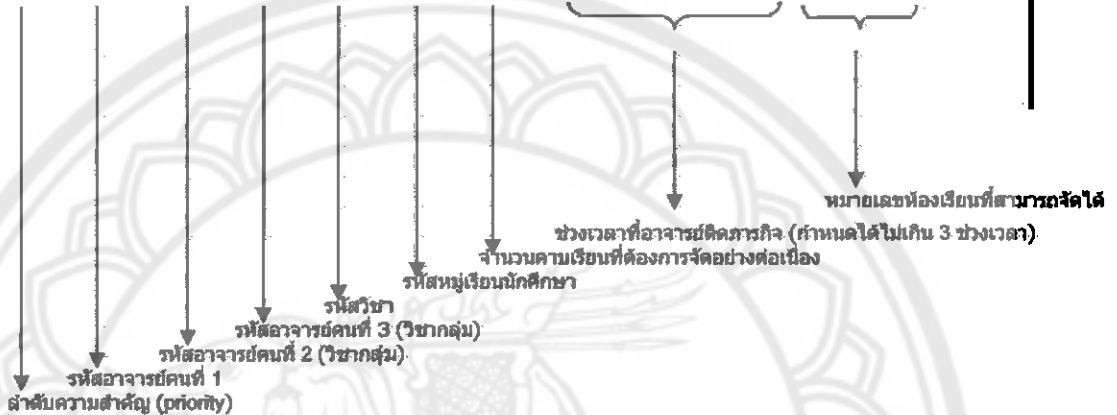 หมายเลขห้องเรียนที่สามารถจัดได้
ช่วงเวลาที่อาจารย์ติดภารกิจ (กำหนดได้ไม่เกิน 3 ช่วงเวลา)
จำนวนคาบเรียนที่ต้องการจัดอย่างต่อเนื่อง
รหัสหมู่เรียนนักศึกษา
รหัสวิชา
รหัสอาจารย์คนที่ 3 (วิชากลุ่ม)
รหัสอาจารย์คนที่ 2 (วิชากลุ่ม)
รหัสอาจารย์คนที่ 1
ลำดับความสำคัญ (priority)